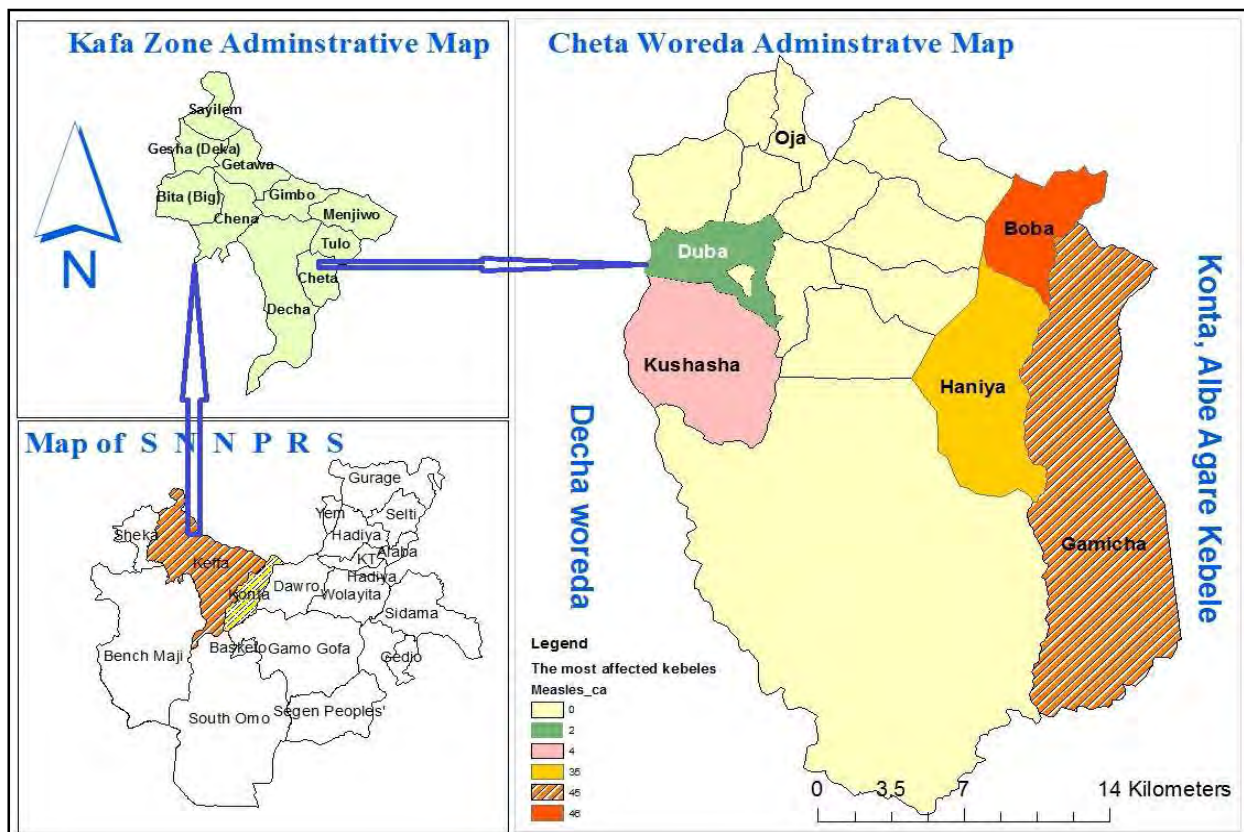 Kafa Zone Adminstrative Map
Sayilem
Gesha (Deka)
Getawa
Bita (Big)
Gimbo
Chena
Menjiwo
Tulo
Cheta
Decha
N
Map of S N N P R S
Gurage
Yem
Selti
Sheka
Hadiya
Alaba
Keffa
KT
Hadiya
Konta
Dawro
Wolayita
Sidama
Basketo
Gamo Gofa
Gedio
Bench Maji
South Omo
Segen Peoples'
Cheta Woreda Adminstratve Map
Oja
Boba
Duba
Kushasha
Haniya
Gamicha
Decha woreda
Konta, Albe Agare Kebele
Legend
The most affected kebeles
Measles_ca
0
2
4
35
45
46
0 3.5 7 14 Kilometers